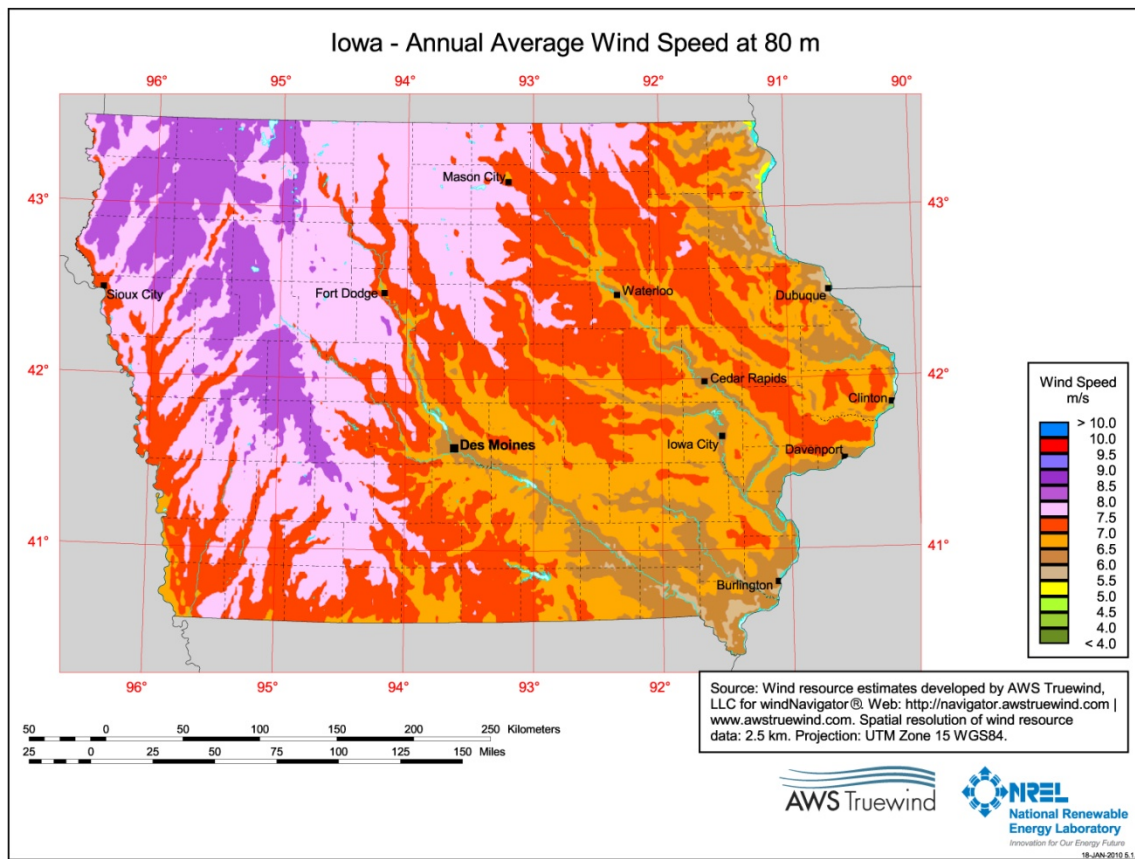 Iowa - Annual Average Wind Speed at 80 m
96° 95° 94° 93° 92° 91° 90°
Mason City
43° 43°
Sioux City
Fort Dodge
Waterloo
Dubuque
42° 42°
Cedar Rapids
Clinton
Des Moines
Iowa City
Davenport
41° 41°
Burlington
96° 95° 94° 93° 92° 91°
Wind Speed
m/s
> 10.0
10.0
9.5
9.0
8.5
8.0
7.5
7.0
6.5
6.0
5.5
5.0
4.5
4.0
< 4.0
Source: Wind resource estimates developed by AWS Truewind,
LLC for windNavigator®. Web: http://navigator.awstruewind.com |
www.awstruewind.com. Spatial resolution of wind resource
data: 2.5 km. Projection: UTM Zone 15 WGS84.
50 0 50 100 150 200 250 Kilometers
25 0 25 50 75 100 125 150 Miles
AWS Truewind
NREL
National Renewable
Energy Laboratory
Innovation for Our Energy Future
18-JAN-2010 5.1